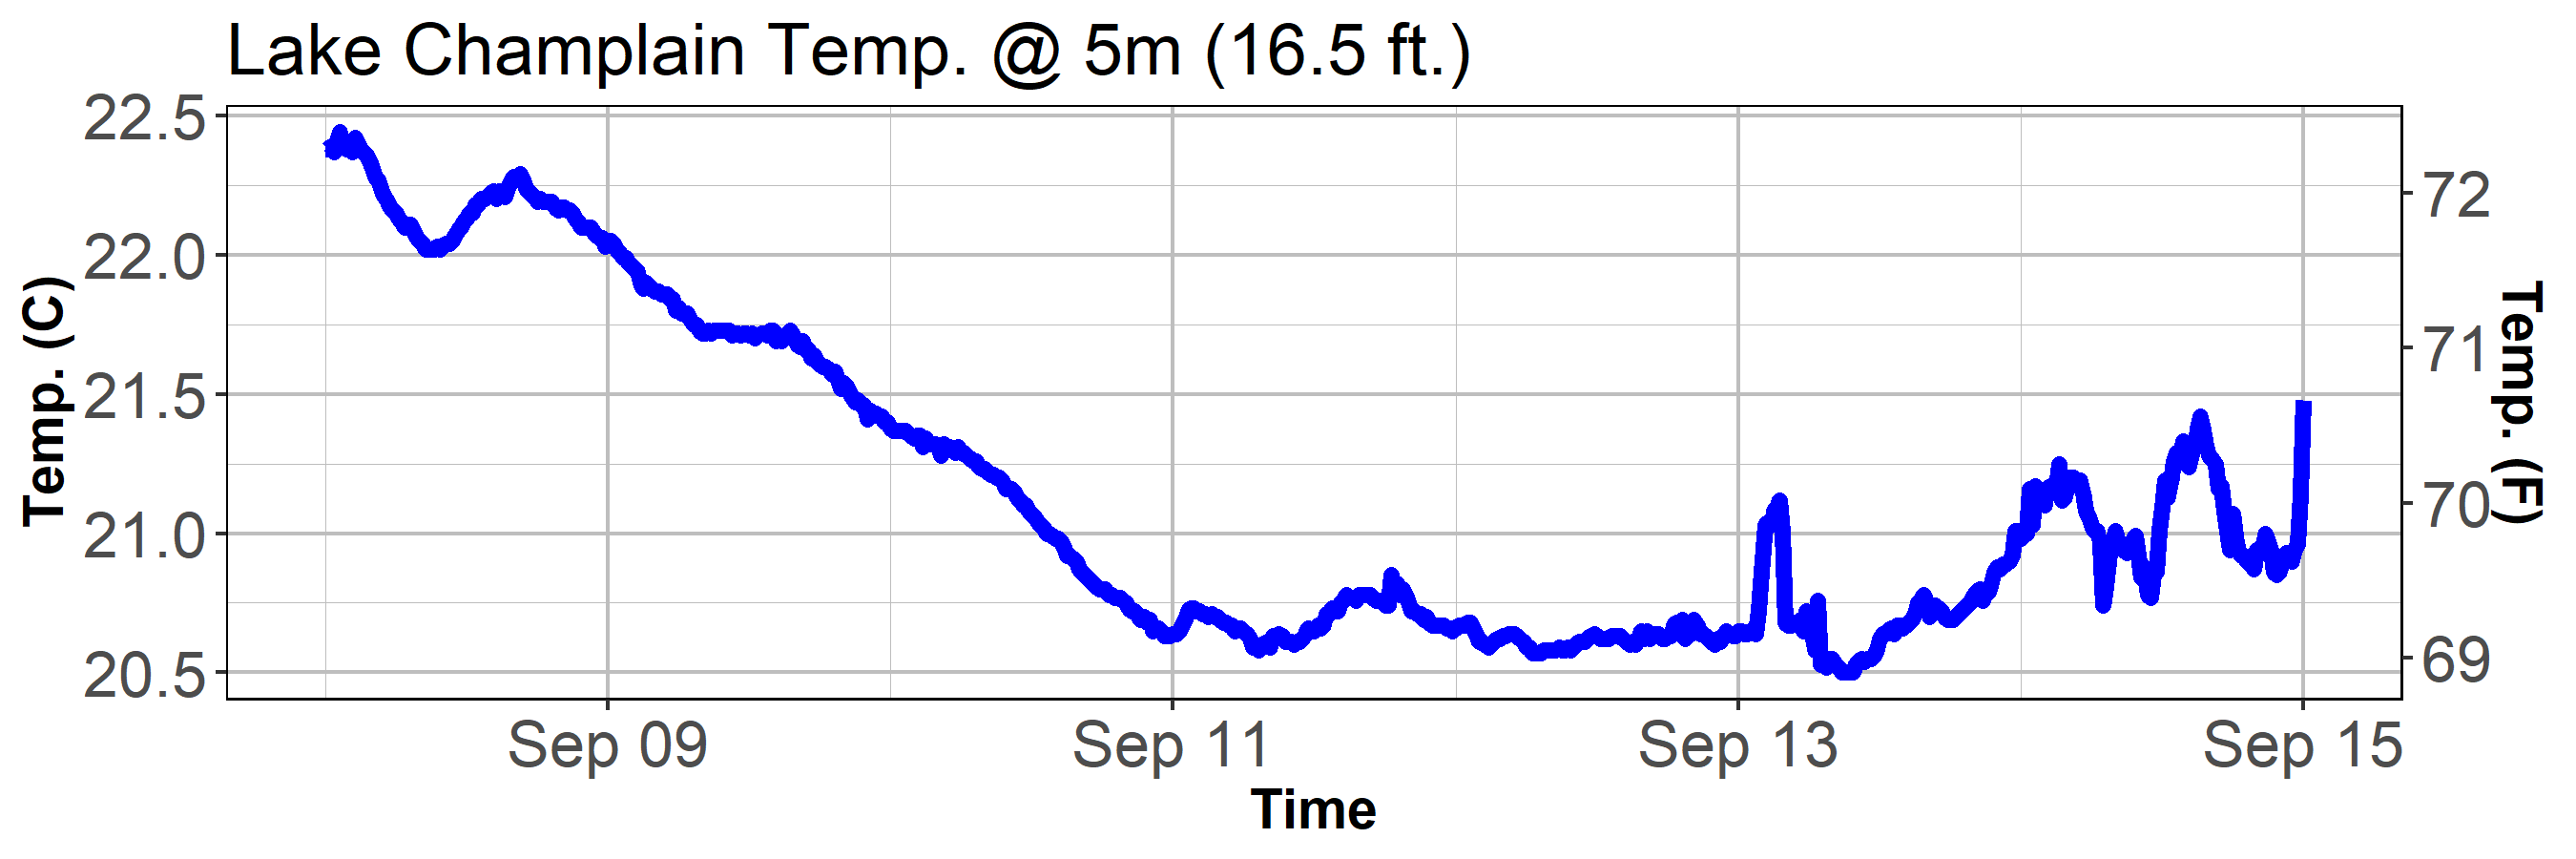 Lake Champlain Temp. @ 5m (16.5 ft.)
22.5
22.0
21.5
21.0
20.5
Temp. (C)
72
71
70
69
Temp. (F)
Sep 09
Sep 11
Sep 13
Sep 15
Time